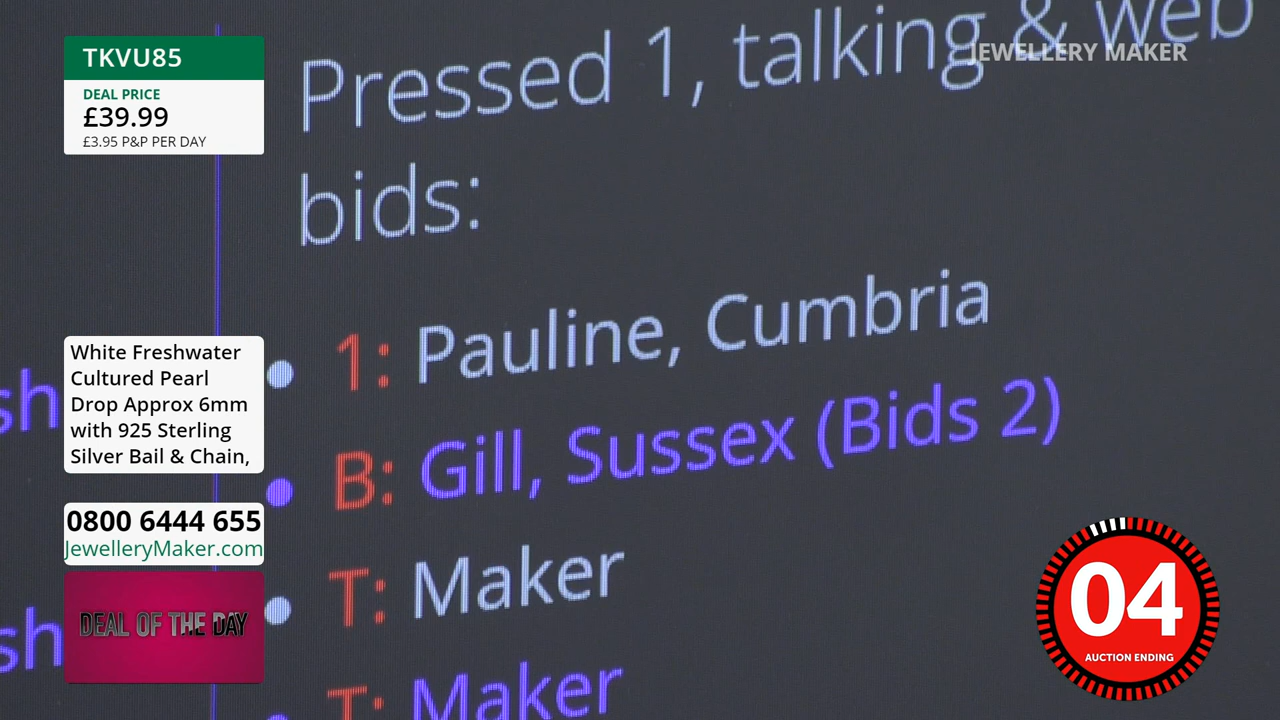 TKVU85
DEAL PRICE
£39.99
£3.95 P&P PER DAY
JEWELLERY MAKER
Pressed 1, talking & web
bids:
1: Pauline, Cumbria
B: Gill, Sussex (Bids 2)
T: Maker
T: Maker
sh
sh
White Freshwater
Cultured Pearl
Drop Approx 6mm
with 925 Sterling
Silver Bail & Chain,
0800 6444 655
JewelleryMaker.com
DEAL OF THE DAY
04
AUCTION ENDING